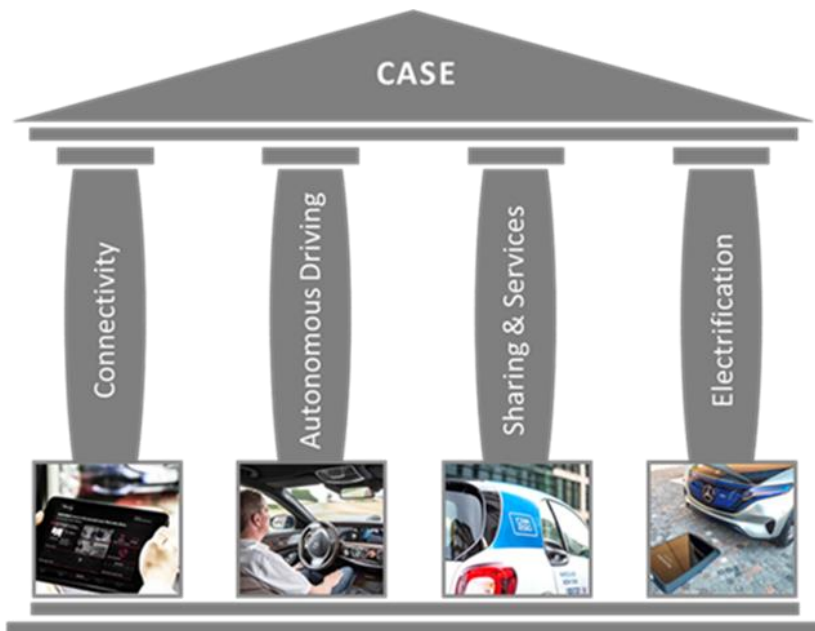 CASE
Connectivity
Autonomous Driving
Sharing & Services
Electrification